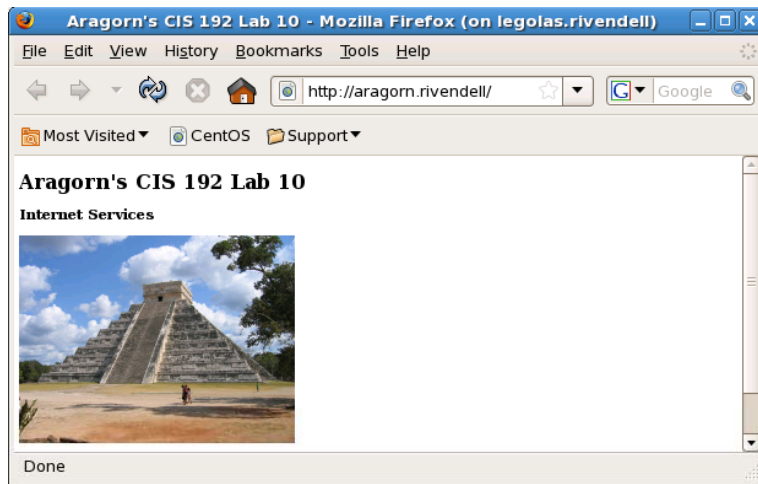 Aragorn's CIS 192 Lab 10 - Mozilla Firefox (on legolas.rivendell)
File Edit View History Bookmarks Tools Help
http://aragorn.rivendell/ G Google
Most Visited CentOS Support
Aragorn's CIS 192 Lab 10
Internet Services
Done